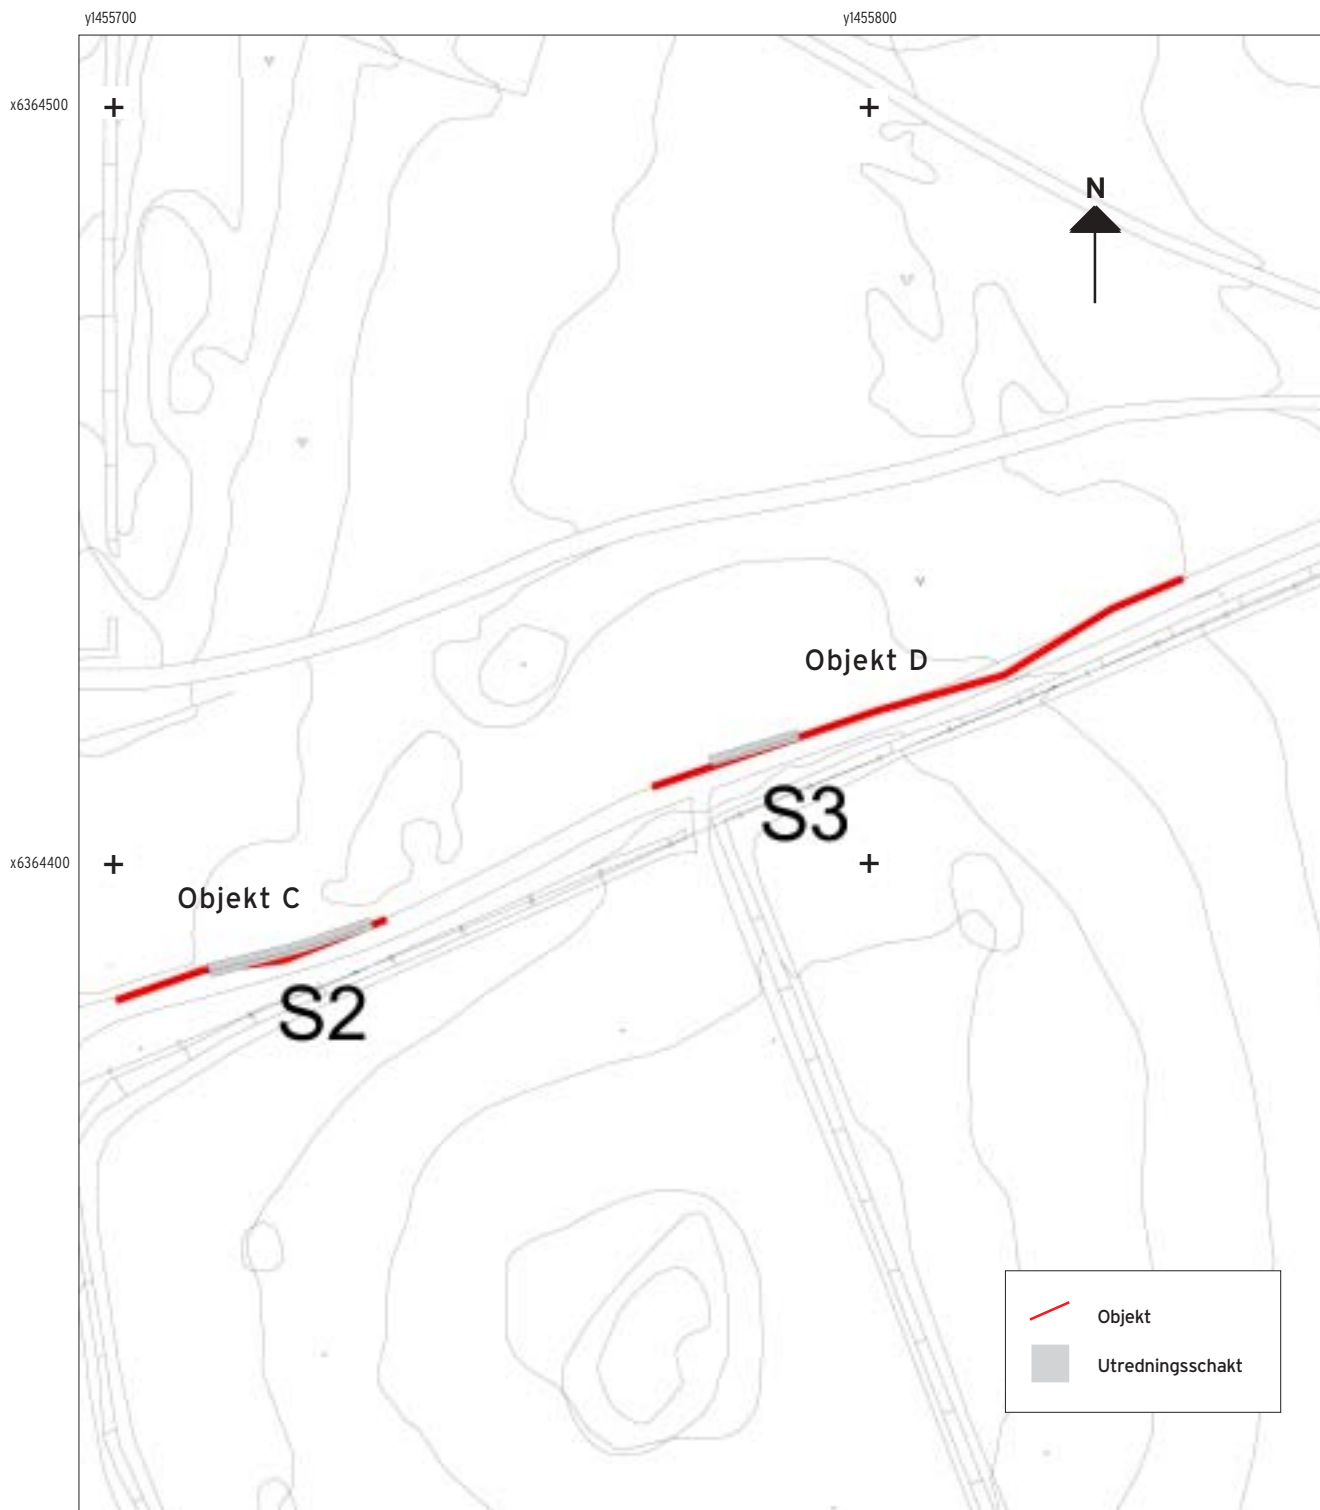 y1455700
y1455800
x6364500
N
Objekt D
S3
x6364400
Objekt C
S2
Objekt
Utredningsschakt